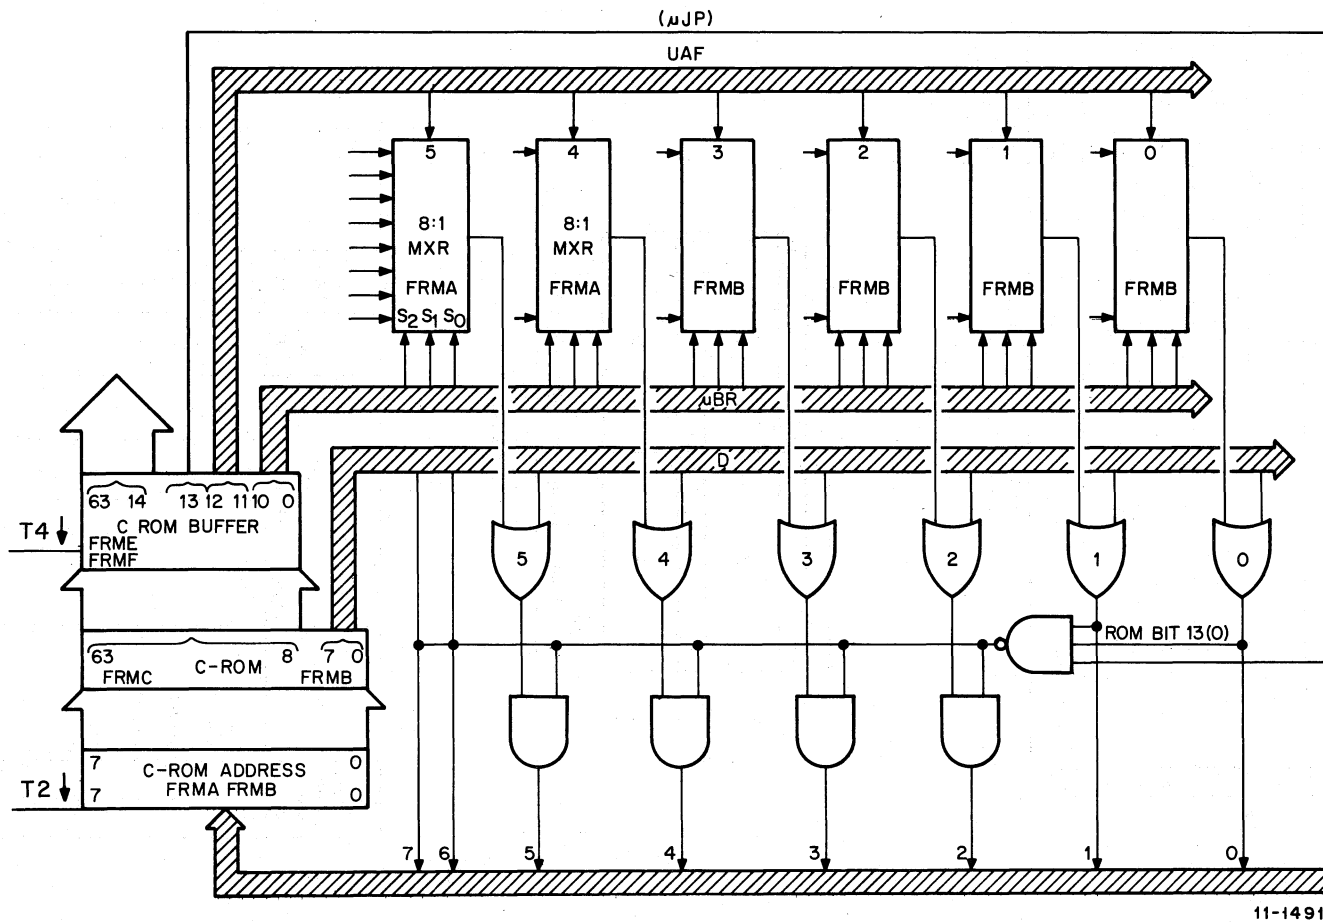 (μJP)
UAF
5 4 3 2 1 0
8:1 8:1
MXR MXR
FRMA FRMA FRMB FRMB FRMB FRMB
S2 S1 S0
μBR
D
63 14 13 12 11 10 0
C ROM BUFFER
T4
FRME
FRMF
5 4 3 2 1 0
ROM BIT 13(0)
63 C-ROM 8 7 0
FRMC FRMB
7 C-ROM ADDRESS 0
T2
7 FRMA FRMB 0
7 6 5 4 3 2 1 0
11-1491